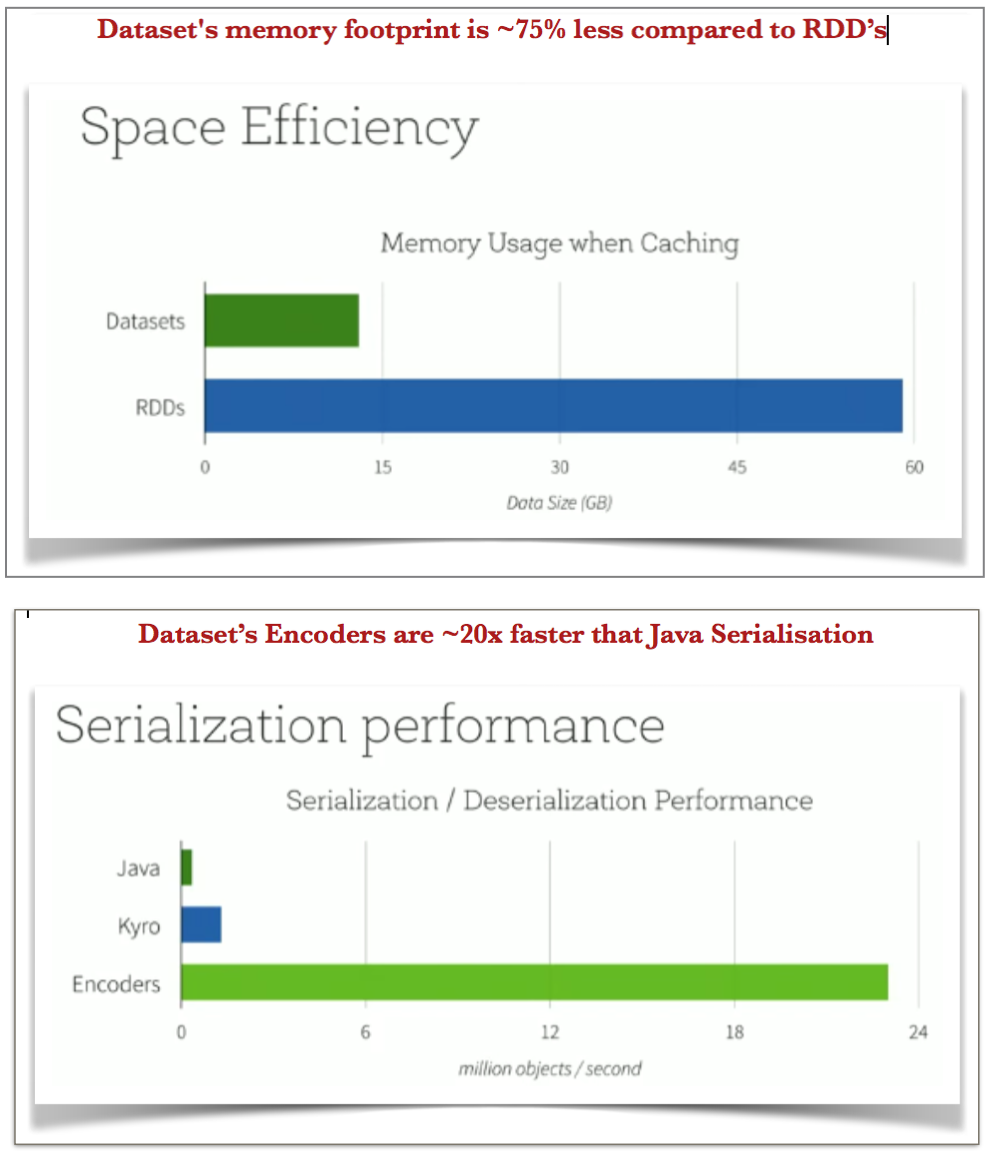 Dataset's memory footprint is ~75% less compared to RDD's
Space Efficiency
Memory Usage when Caching
Datasets
RDDs
0 15 30 45 60
Data Size (GB)
Dataset’s Encoders are ~20x faster that Java Serialisation
Serialization performance
Serialization / Deserialization Performance
Java
Kyro
Encoders
0 6 12 18 24
million objects / second